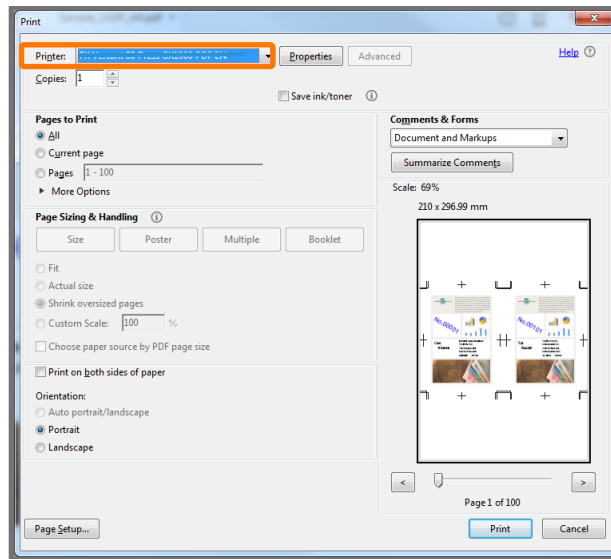 Print
Printer:
Properties
Advanced
Help
Copies: 1
Save ink/toner
Pages to Print
All
Current page
Pages 1 - 100
More Options
Page Sizing & Handling
Size Poster Multiple Booklet
Fit
Actual size
Shrink oversized pages
Custom Scale: 100 %
Choose paper source by PDF page size
Print on both sides of paper
Orientation:
Auto portrait/landscape
Portrait
Landscape
Comments & Forms
Document and Markups
Summarize Comments
Scale: 69%
210 x 296.99 mm
No.00001
No.00101
< >
Page 1 of 100
Page Setup...
Print
Cancel